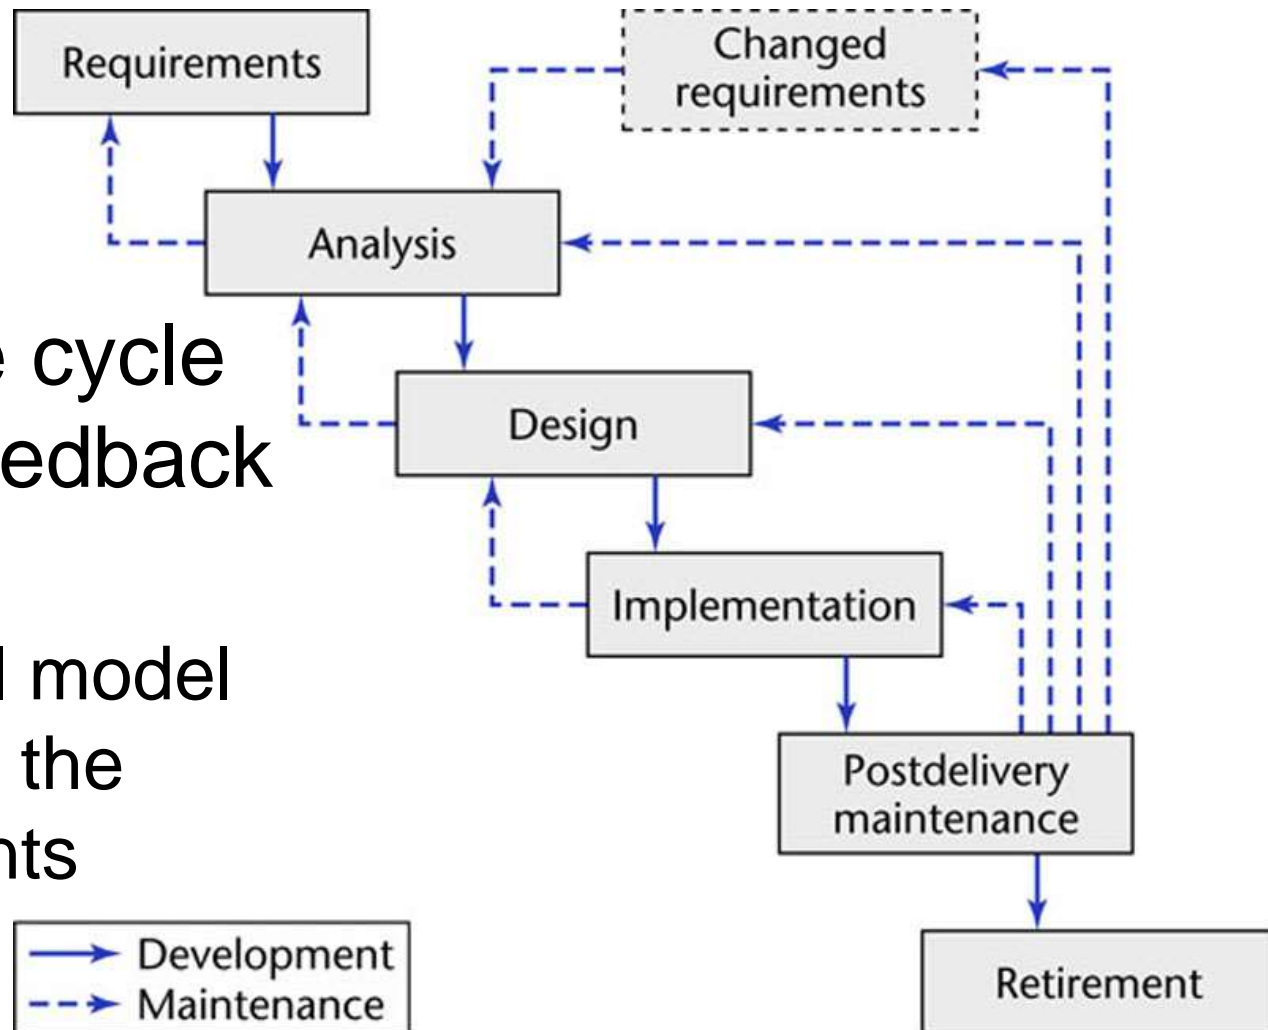 Requirements
Changed
requirements
Analysis
cycle
Design
edback
Implementation
model
the
Postdelivery
maintenance
nts
Development
Maintenance
Retirement